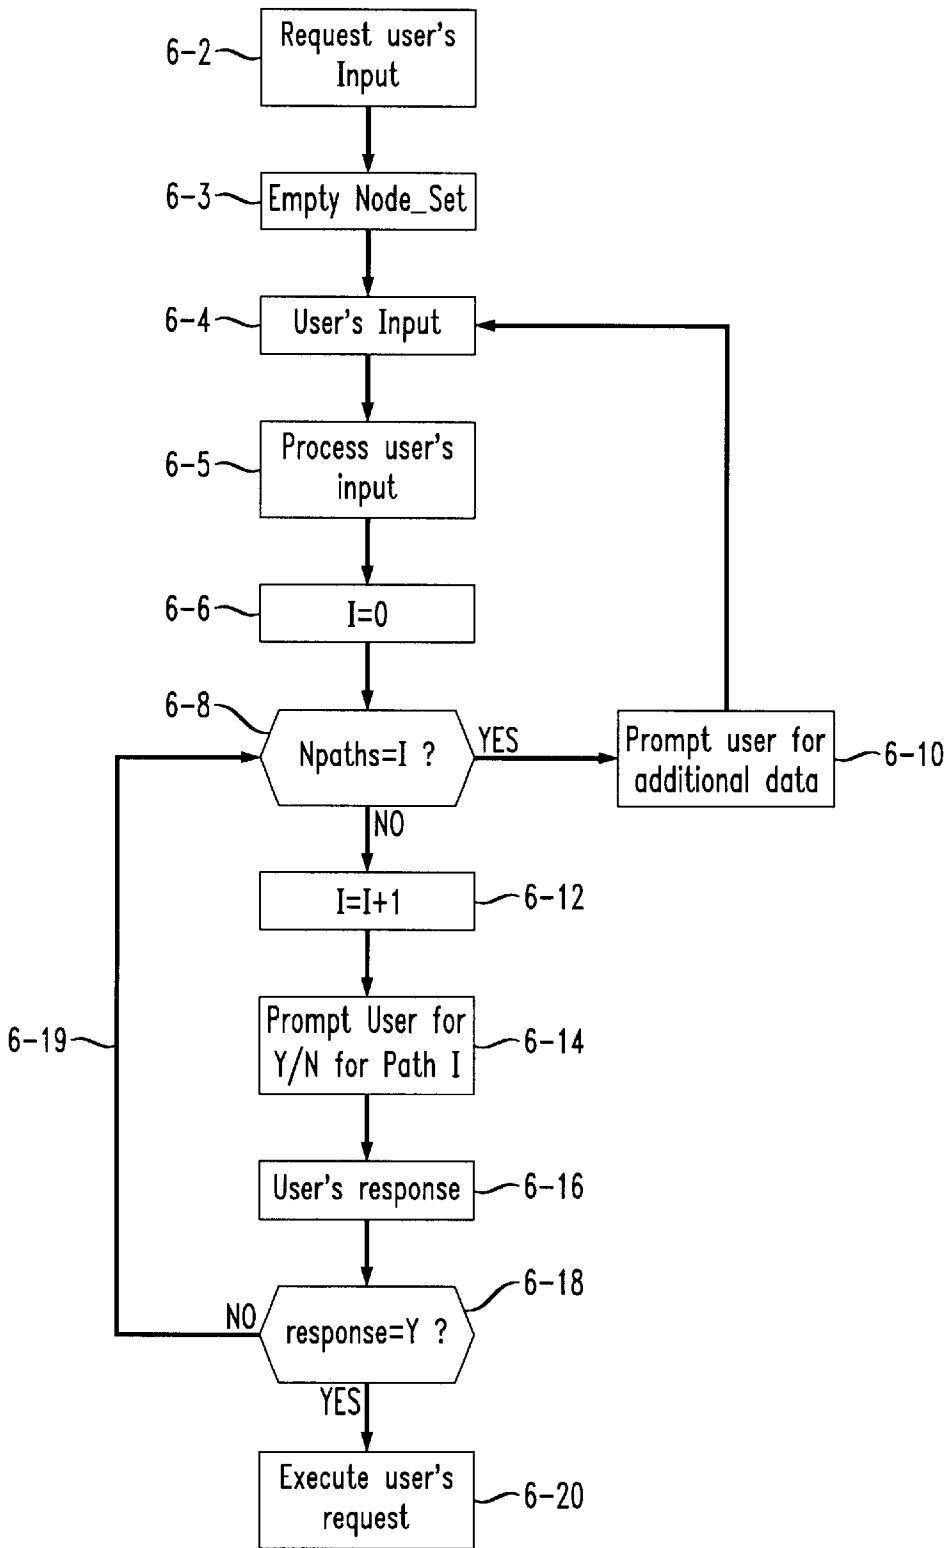 6-2
Request user's
Input
6-3
Empty Node_Set
6-4
User's Input
6-5
Process user's
input
6-6
I=0
6-8
Npaths=I ?
YES
Prompt user for
additional data
6-10
NO
I=I+1
6-12
Prompt User for
Y/N for Path I
6-14
6-19
User's response
6-16
6-18
NO
response=Y ?
YES
Execute user's
request
6-20